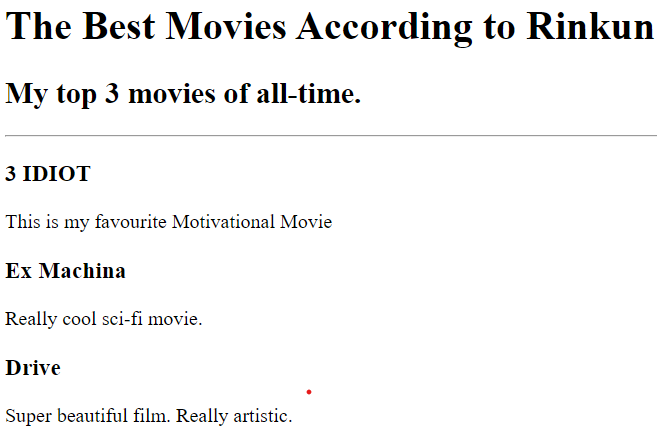 The Best Movies According to Rinkun
My top 3 movies of all-time.
3 IDIOT
This is my favourite Motivational Movie
Ex Machina
Really cool sci-fi movie.
Drive
Super beautiful film. Really artistic.